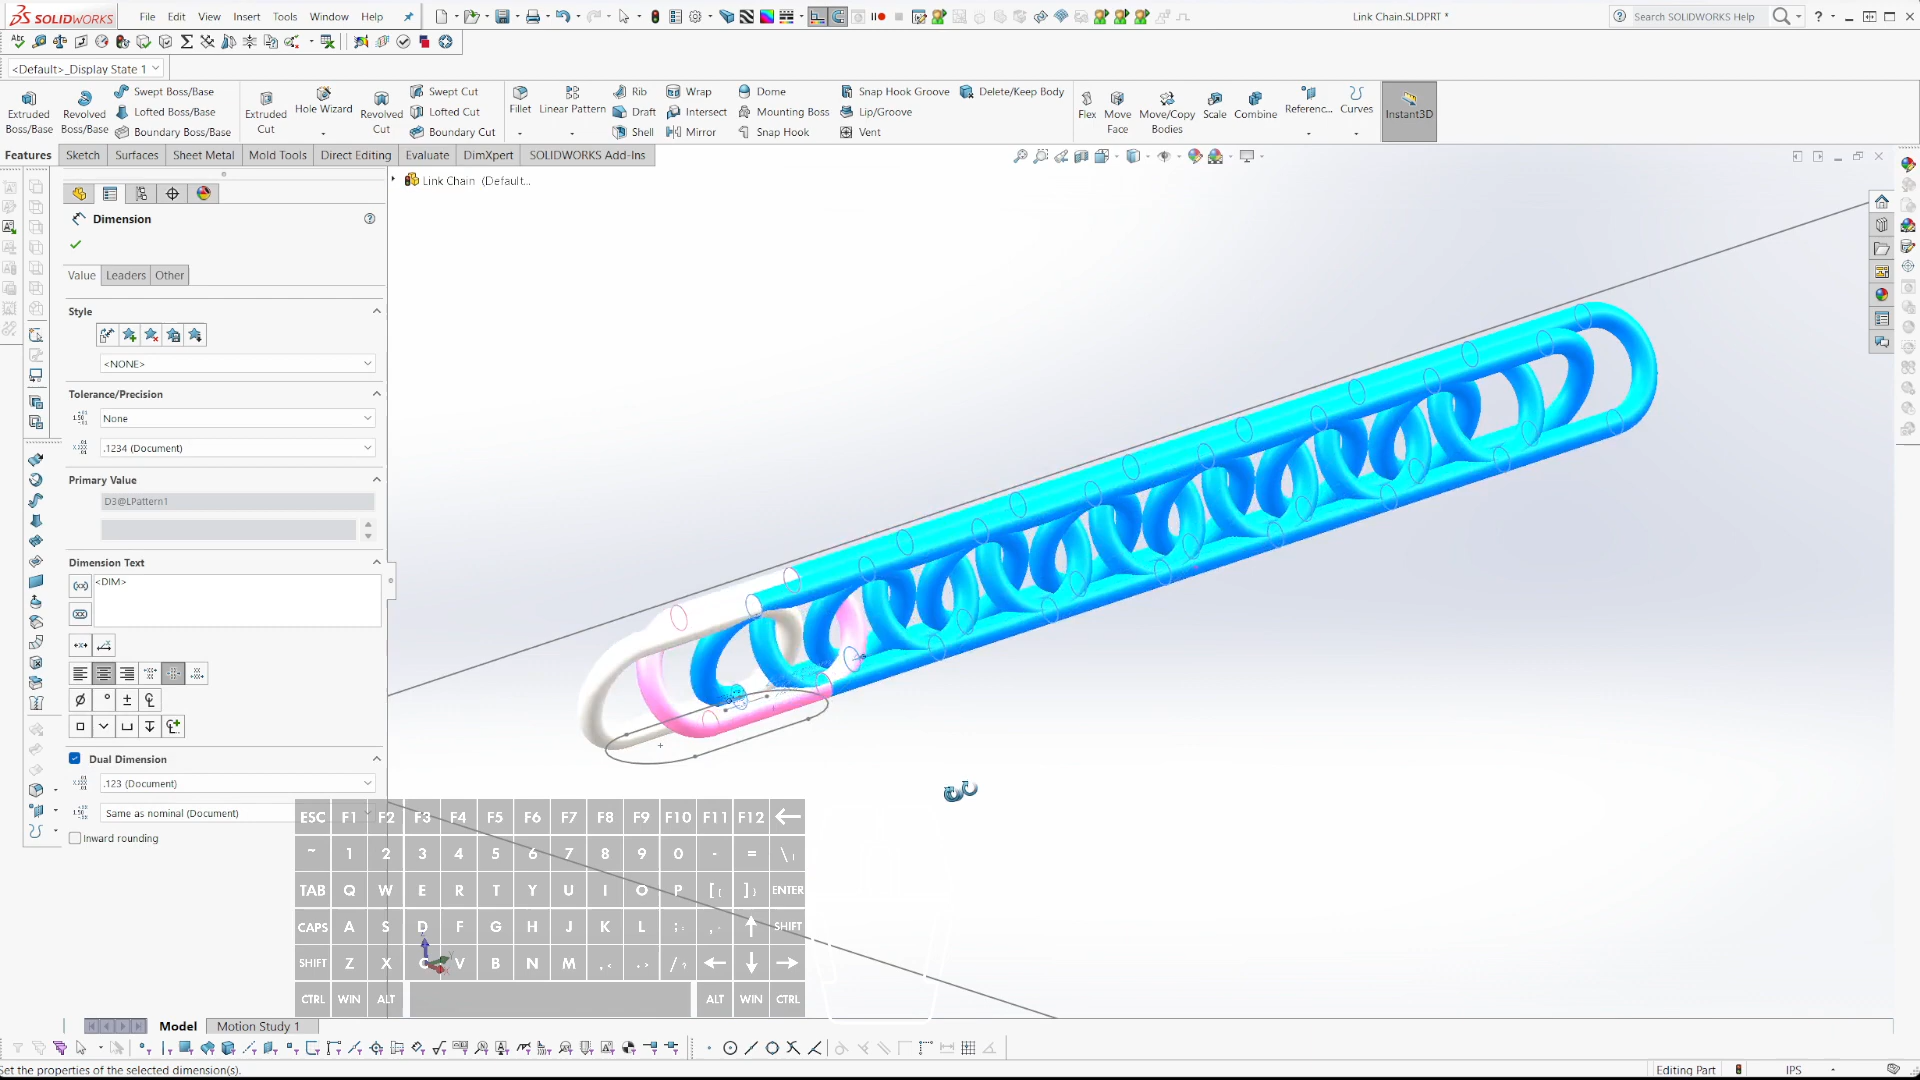 SOLIDWORKS File Edit View Insert Tools Window Help Link Chain.SLDPRT * Search SOLIDWORKS Help
<Default>_Display State 1
Extruded Boss/Base
Revolved Boss/Base
Swept Boss/Base
Lofted Boss/Base
Boundary Boss/Base
Extruded Cut
Hole Wizard
Revolved Cut
Swept Cut
Lofted Cut
Boundary Cut
Fillet
Linear Pattern
Rib
Draft
Shell
Wrap
Intersect
Mirror
Dome
Mounting Boss
Snap Hook
Snap Hook Groove
Lip/Groove
Vent
Delete/Keep Body
Flex
Move Face
Move/Copy Bodies
Scale
Combine
Referenc...
Curves
Instant3D
Features Sketch Surfaces Sheet Metal Mold Tools Direct Editing Evaluate DimXpert SOLIDWORKS Add-Ins
Link Chain (Default...
Dimension
Value Leaders Other
Style
<NONE>
Tolerance/Precision
None
.1234 (Document)
Primary Value
D3@LPattern1
Dimension Text
<DIM>
Dual Dimension
.123 (Document)
Same as nominal (Document)
Inward rounding
ESC F1 F2 F3 F4 F5 F6 F7 F8 F9 F10 F11 F12 ←
~ 1 2 3 4 5 6 7 8 9 0 - = \|
TAB Q W E R T Y U I O P [{ ]} ENTER
CAPS A S D F G H J K L ;: ,. ↑ SHIFT
SHIFT Z X C V B N M ,< .> /? ← ↓ →
CTRL WIN ALT ALT WIN CTRL
Model Motion Study 1
Set the properties of the selected dimension(s).
Editing Part IPS